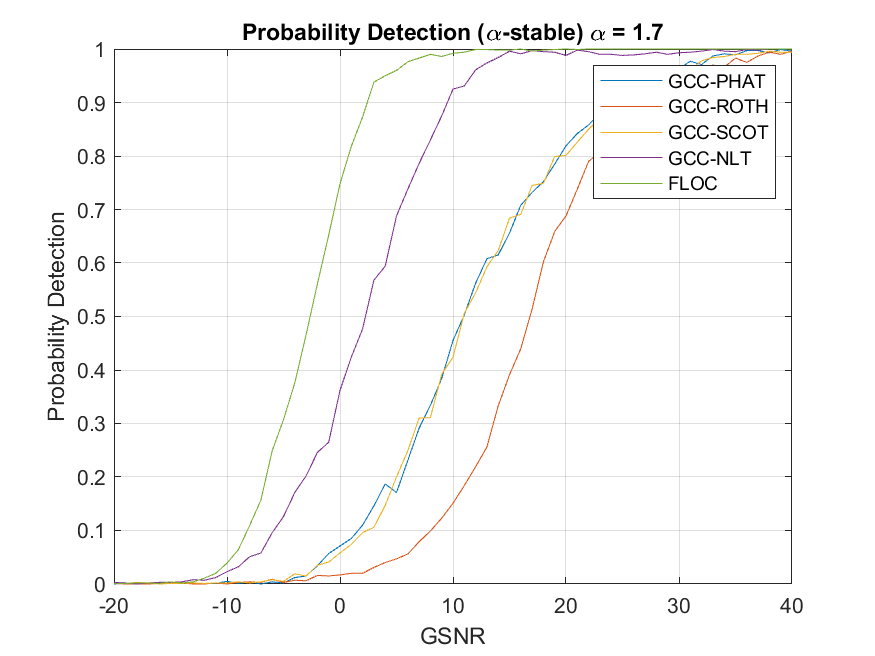 Probability Detection (α-stable) α = 1.7
Probability Detection
1
0.9
0.8
0.7
0.6
0.5
0.4
0.3
0.2
0.1
0
-20
-10
0
10
20
30
40
GSNR
GCC-PHAT
GCC-ROTH
GCC-SCOT
GCC-NLT
FLOC